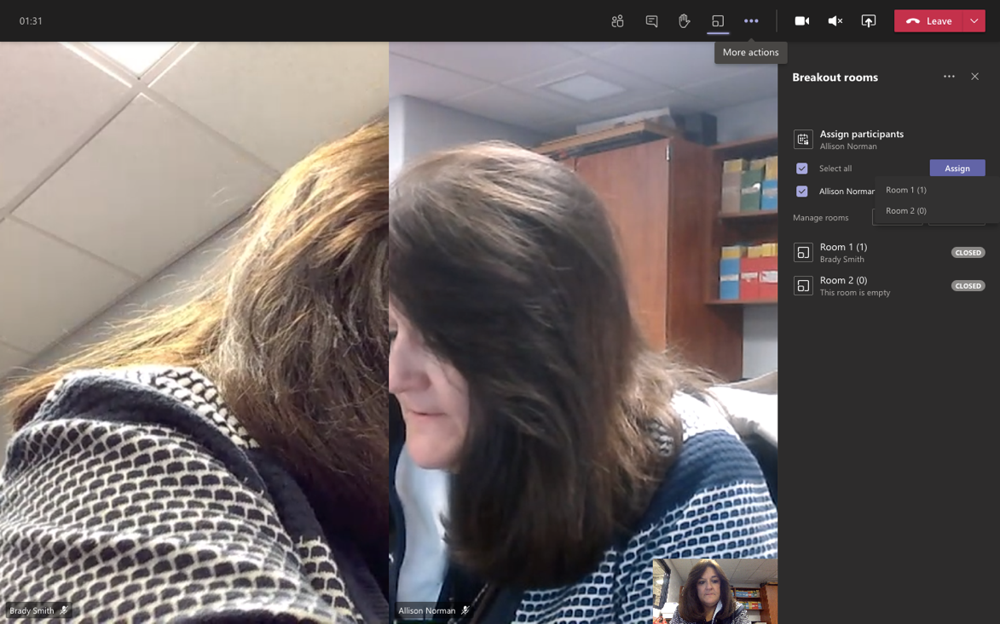 01:31
Leave
More actions
Breakout rooms
Assign participants
Allison Norman
Select all
Assign
Allison Norman
Room 1 (1)
Room 2 (0)
Manage rooms
Room 1 (1)
CLOSED
Brady Smith
Room 2 (0)
CLOSED
This room is empty
Brady Smith
Allison Norman